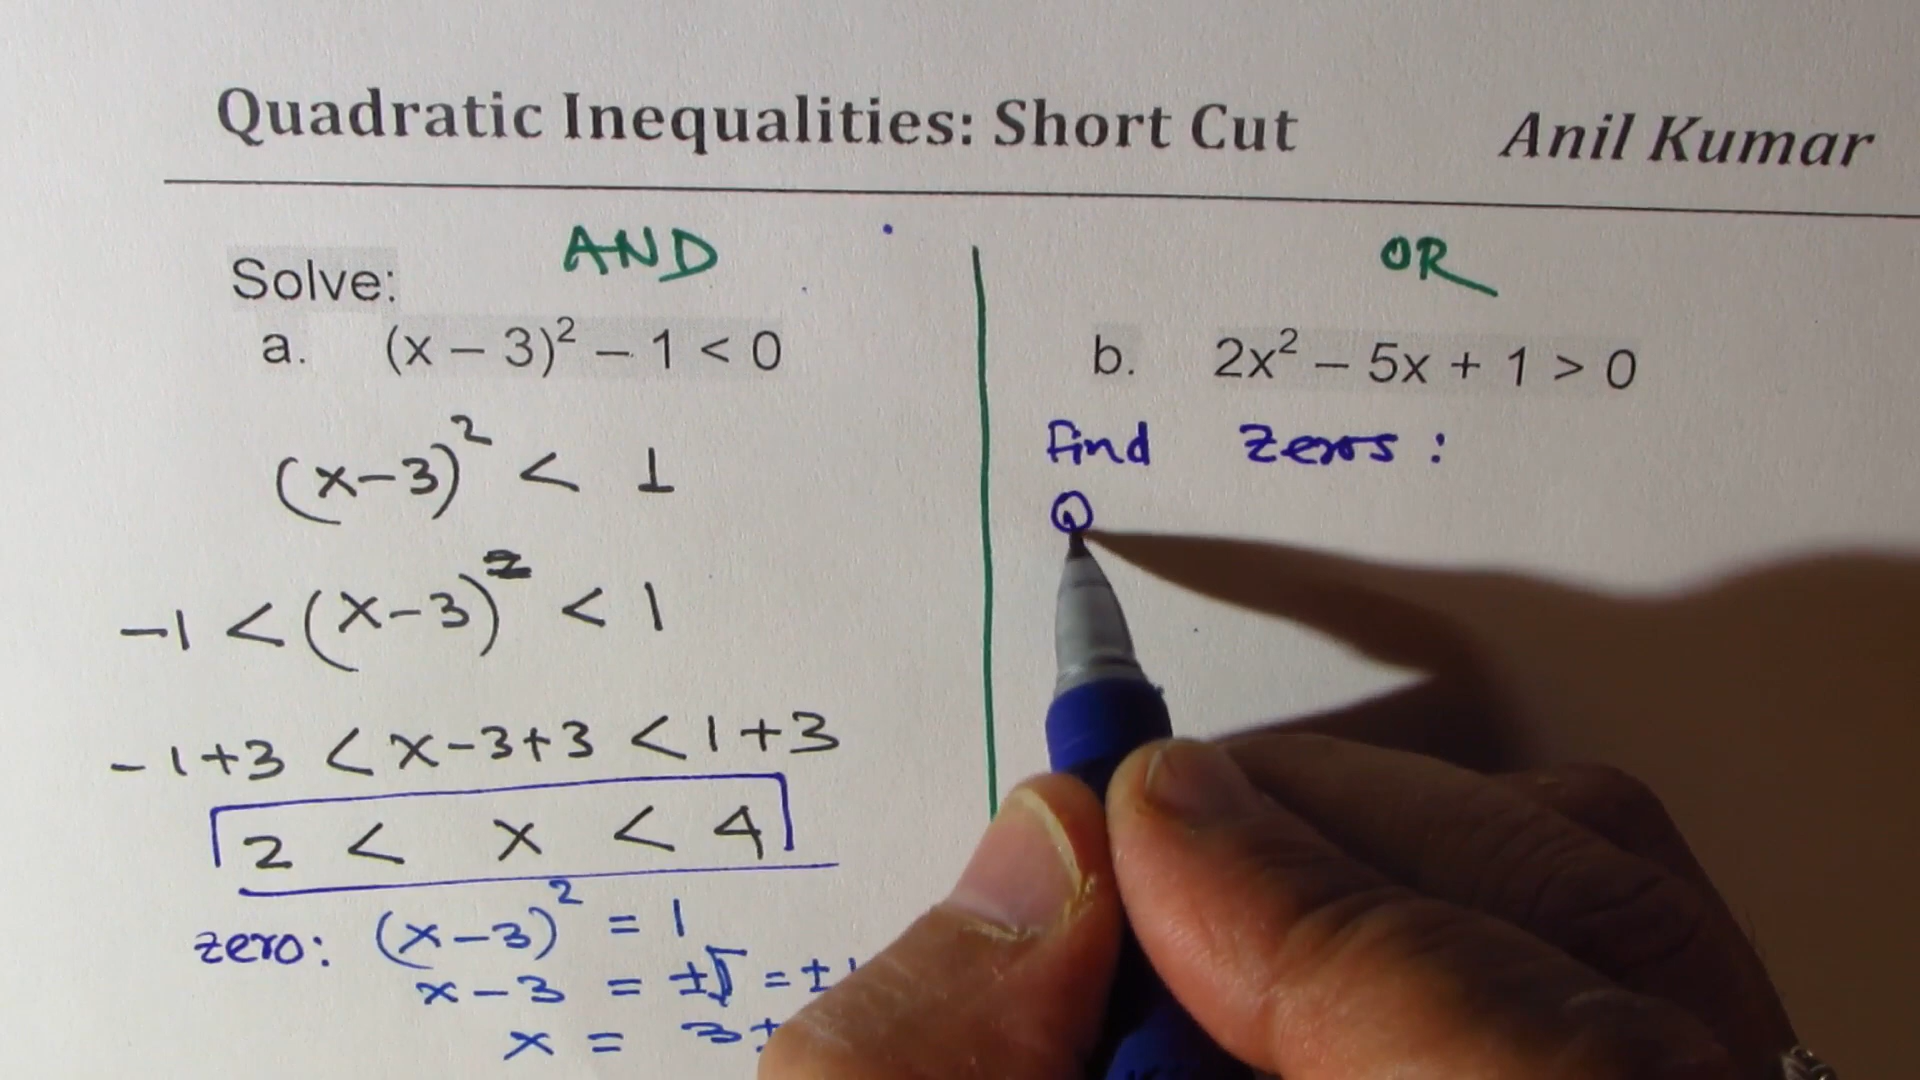 Quadratic Inequalities: Short Cut Anil Kumar
AND
Solve:
a. (x – 3)² – 1 < 0
(x-3)² < 1
-1 < (x-3)² < 1
-1+3 < x-3+3 < 1+3
2 < x < 4
zero: (x-3)² = 1
x-3 = ±√ = ±1
x = 3±
OR
b. 2x² – 5x + 1 > 0
Find zeros:
Q